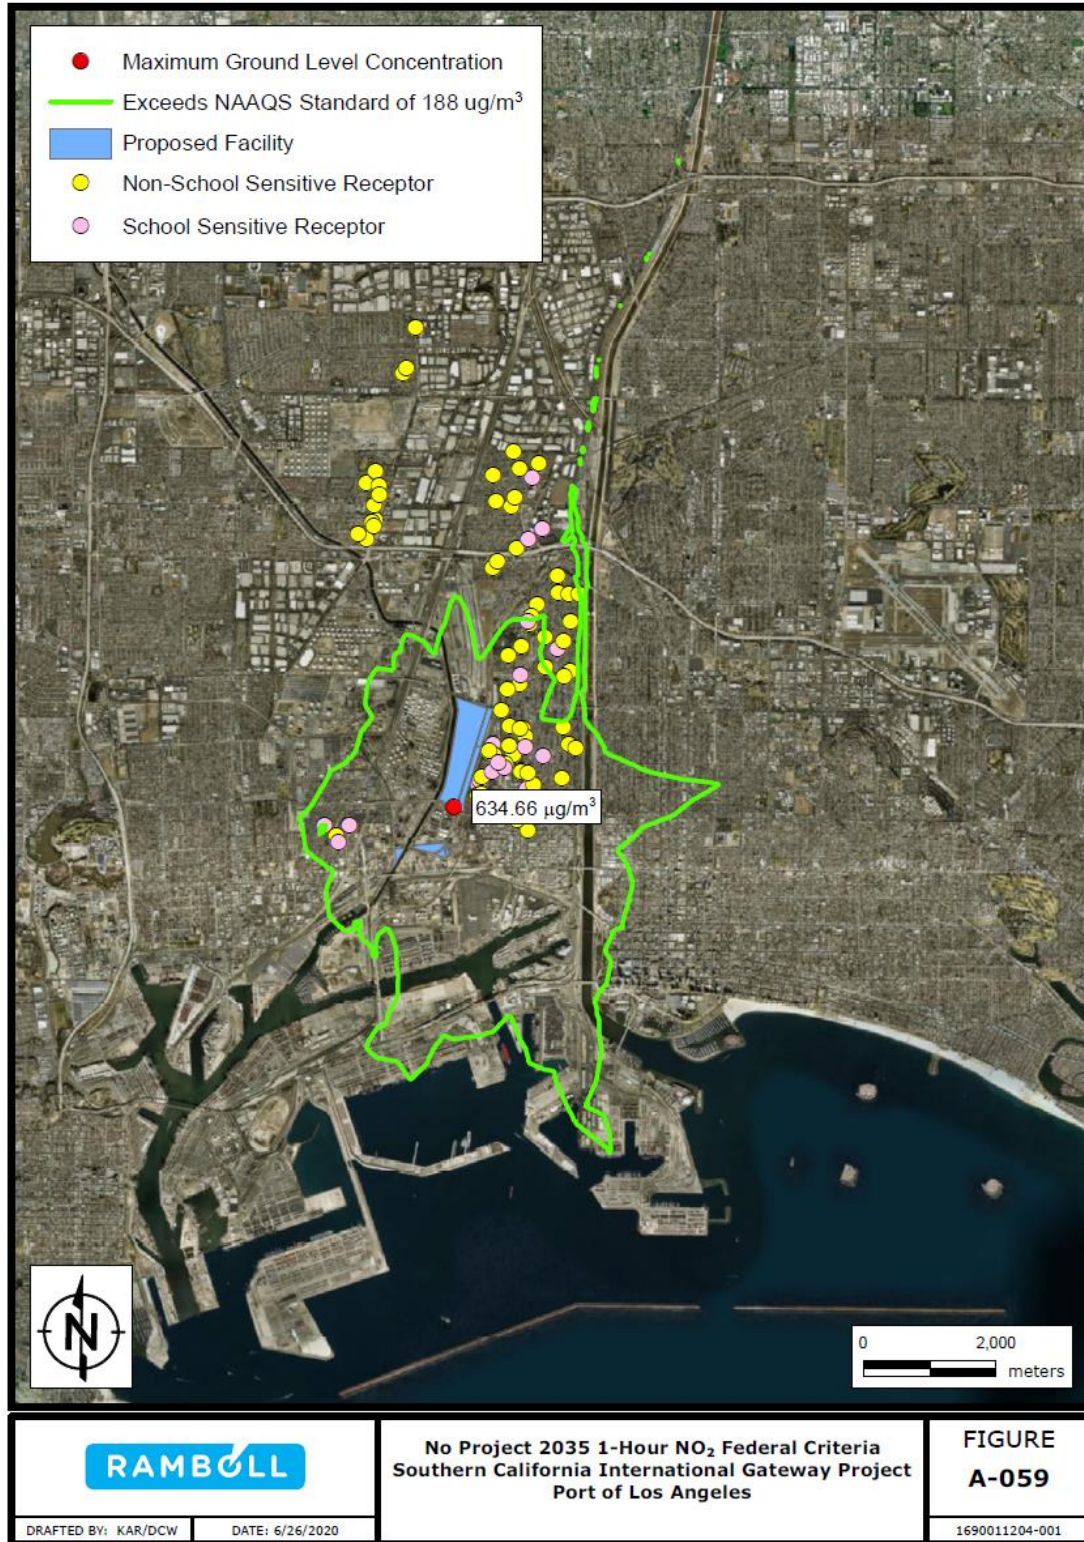 Maximum Ground Level Concentration
Exceeds NAAQS Standard of 188 ug/m³
Proposed Facility
Non-School Sensitive Receptor
School Sensitive Receptor
634.66 µg/m³
N
0 2,000
meters
RAMBOLL
DRAFTED BY: KAR/DCW
DATE: 6/26/2020
No Project 2035 1-Hour NO₂ Federal Criteria
Southern California International Gateway Project
Port of Los Angeles
FIGURE
A-059
1690011204-001